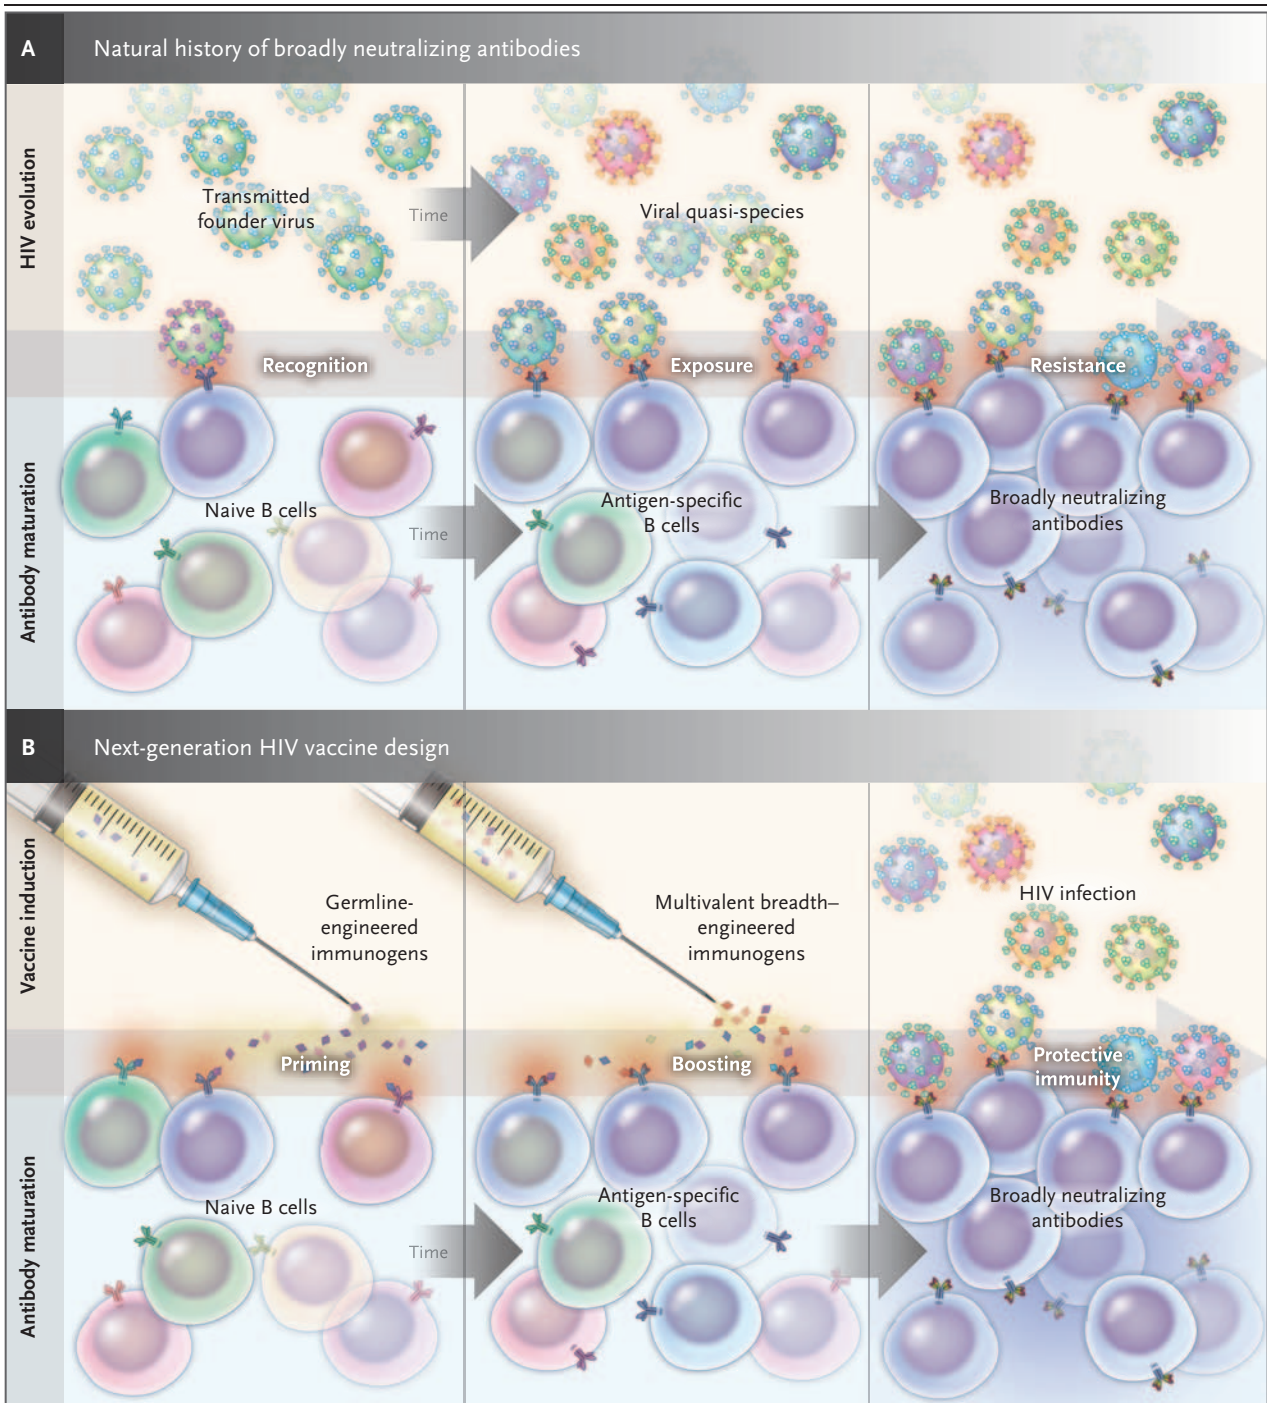 A
Natural history of broadly neutralizing antibodies
HIV evolution
Transmitted
founder virus
Time
Viral quasi-species
Recognition
Exposure
Resistance
Antibody maturation
Naive B cells
Time
Antigen-specific
B cells
Broadly neutralizing
antibodies
B
Next-generation HIV vaccine design
Vaccine induction
Germline-
engineered
immunogens
Multivalent breadth–
engineered
immunogens
HIV infection
Priming
Boosting
Protective
immunity
Antibody maturation
Naive B cells
Time
Antigen-specific
B cells
Broadly neutralizing
antibodies